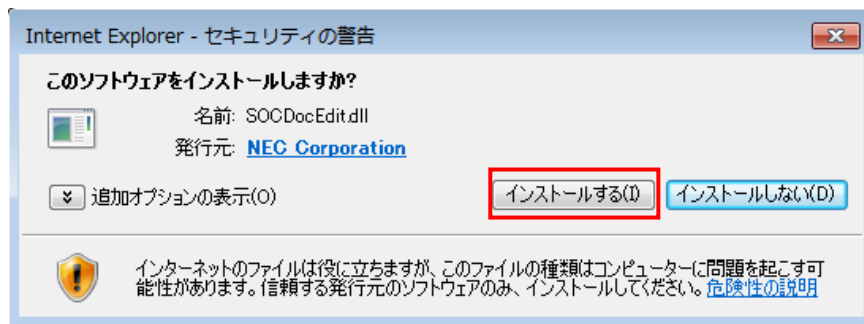 Internet Explorer - セキュリティの警告
このソフトウェアをインストールしますか?
名前: SOCDocEdit.dll
発行元: NEC Corporation
追加オプションの表示(O)
インストールする(I)
インストールしない(D)
インターネットのファイルは役に立ちますが、このファイルの種類はコンピューターに問題を起こす可
能性があります。信頼する発行元のソフトウェアのみ、インストールしてください。危険性の説明